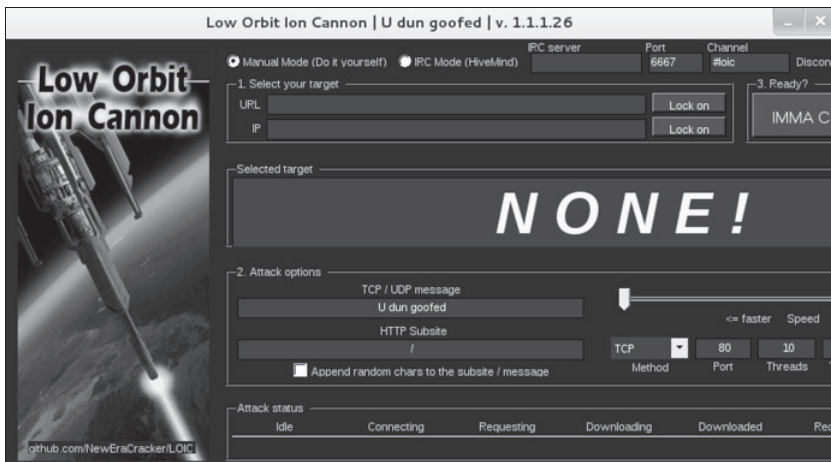 Low Orbit Ion Cannon | U dun goofed | v. 1.1.1.26
Low Orbit
Ion Cannon
github.com/NewEraCracker/LOIC
IRC server
Port
Channel
Manual Mode (Do it yourself)
IRC Mode (HiveMind)
6667
#loic
Discon
1. Select your target
URL
Lock on
IP
Lock on
3. Ready?
IMMA C
Selected target
NONE!
2. Attack options
TCP / UDP message
U dun goofed
HTTP Subsite
/
Append random chars to the subsite / message
<= faster
Speed
TCP
80
10
Method
Port
Threads
Attack status
Idle
Connecting
Requesting
Downloading
Downloaded
Rec